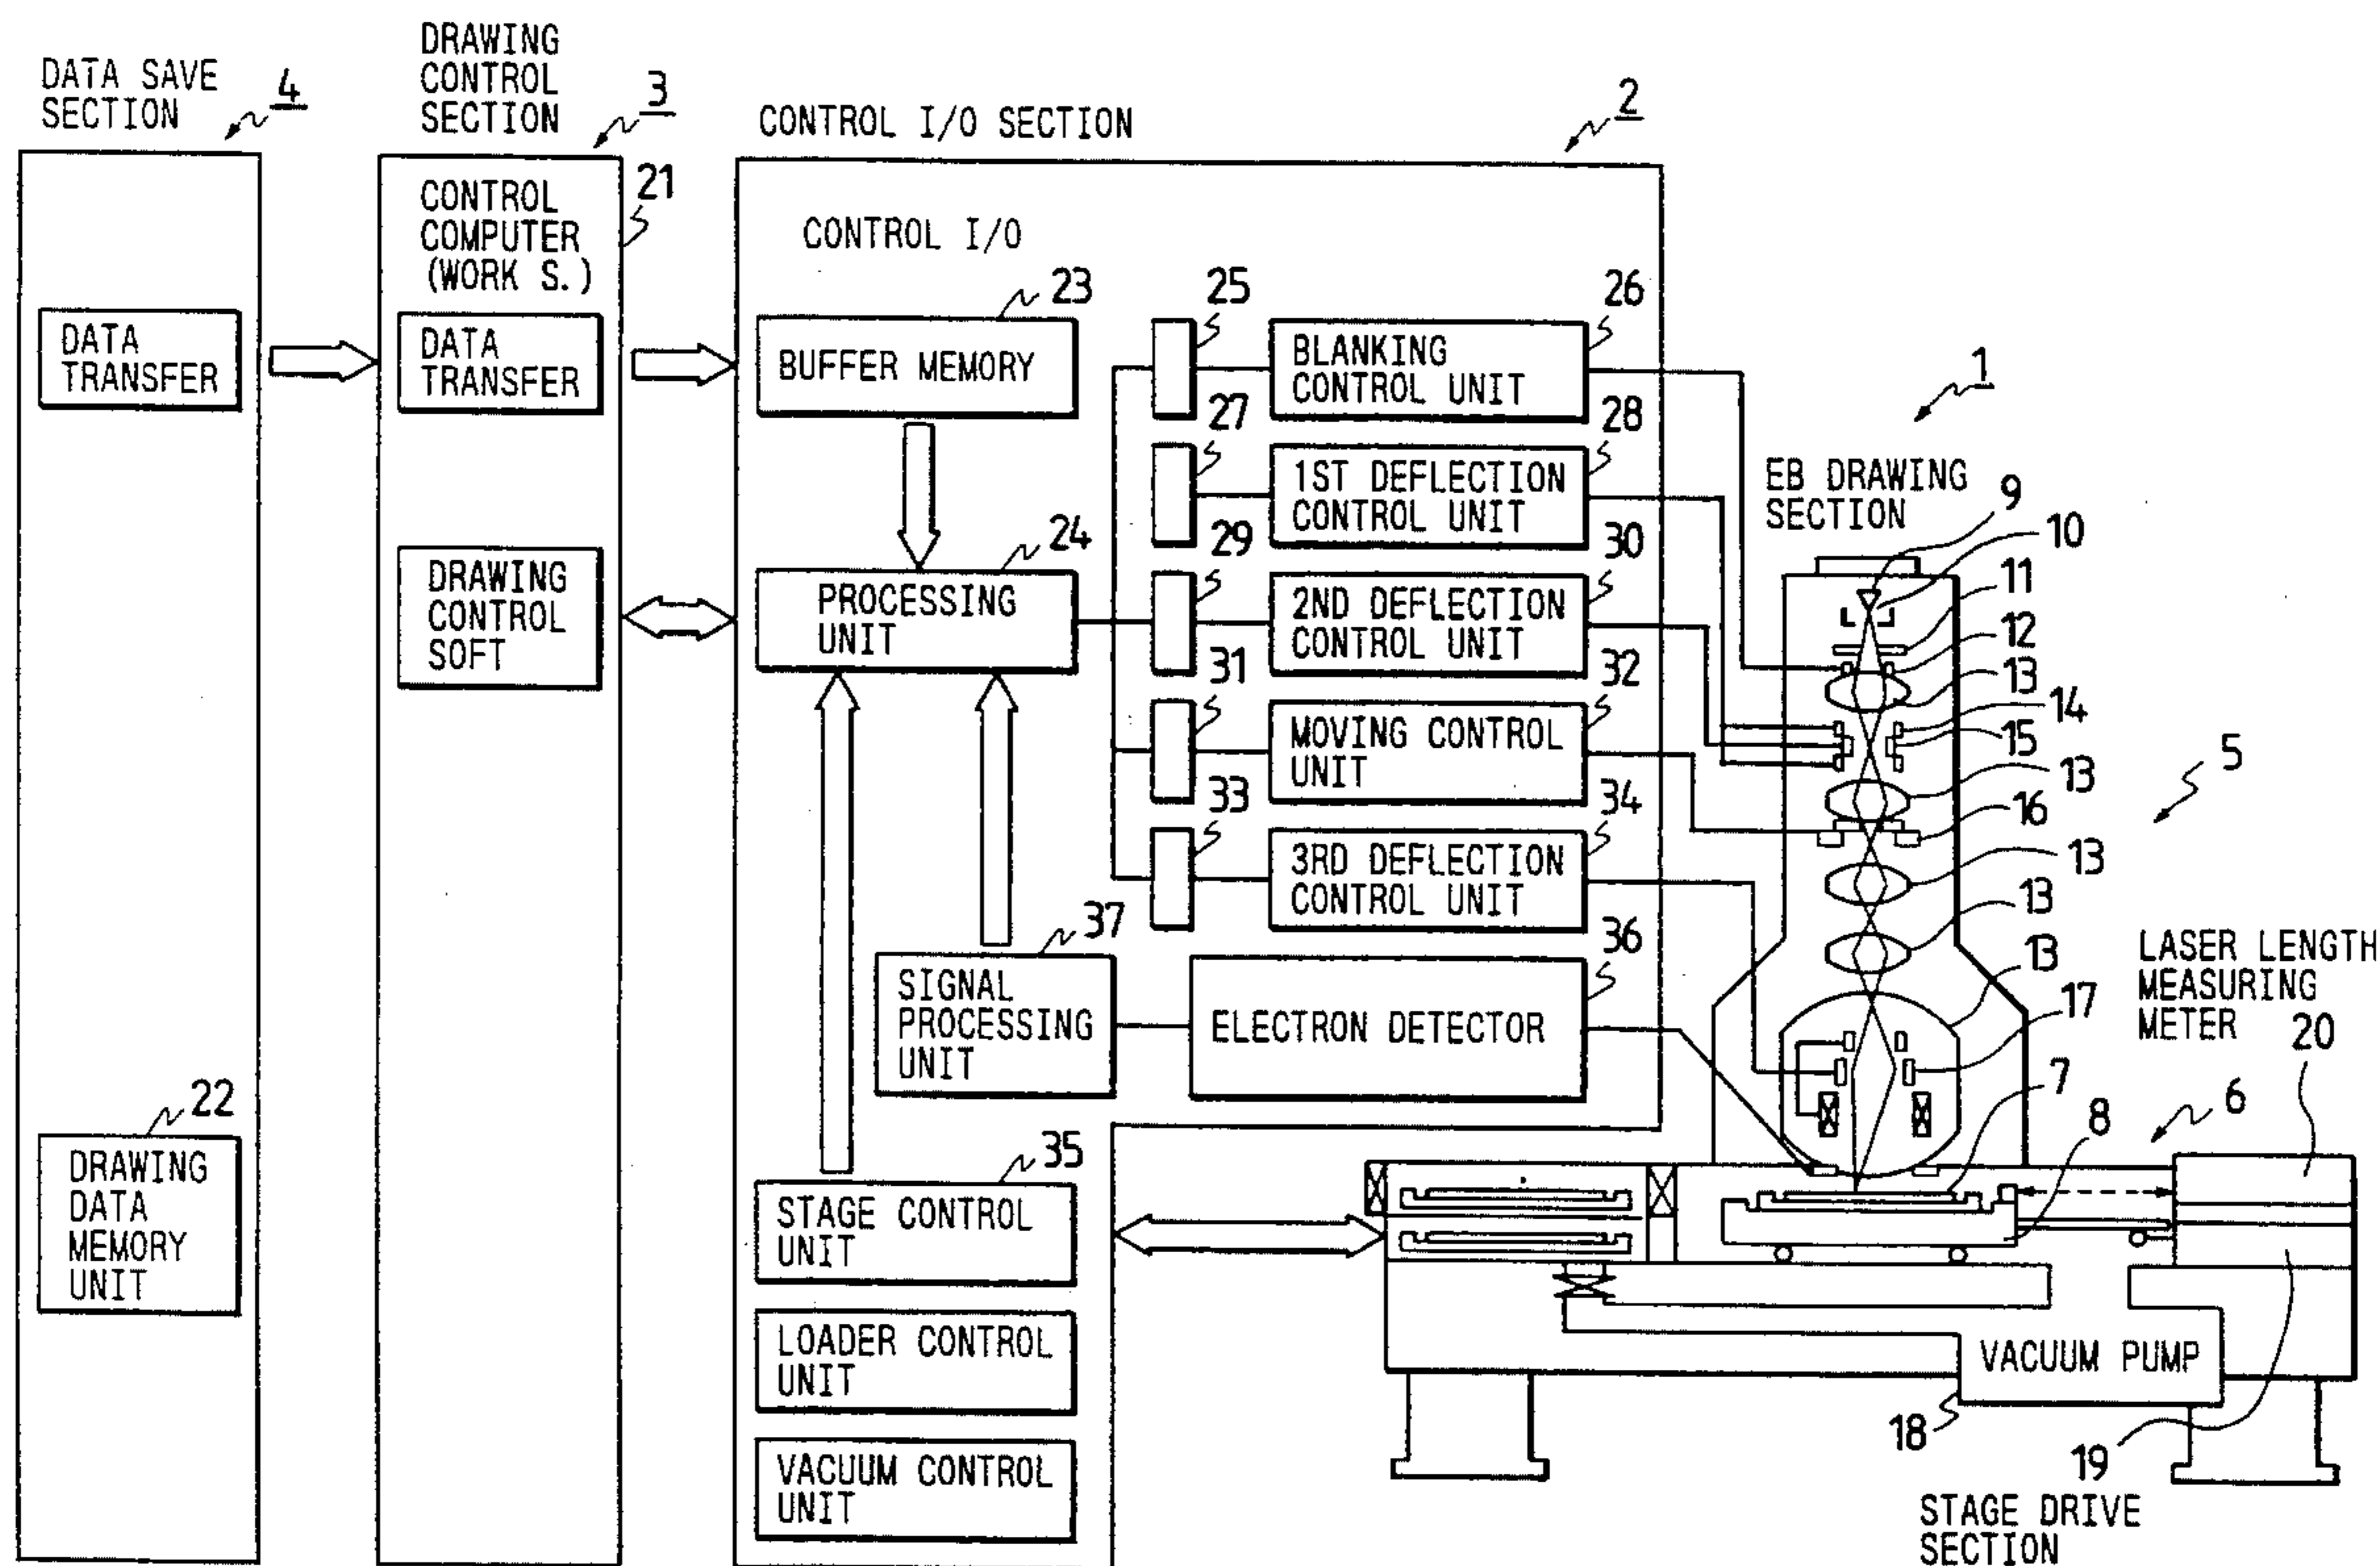 DATA SAVE
SECTION
4
DRAWING
CONTROL
SECTION
3
CONTROL I/O SECTION
2
CONTROL
COMPUTER
(WORK S.)
21
CONTROL I/O
DATA
TRANSFER
DATA
TRANSFER
BUFFER MEMORY
23
25
BLANKING
CONTROL UNIT
26
27
1ST DEFLECTION
CONTROL UNIT
28
DRAWING
CONTROL
SOFT
PROCESSING
UNIT
24
29
2ND DEFLECTION
CONTROL UNIT
30
31
MOVING CONTROL
UNIT
32
33
3RD DEFLECTION
CONTROL UNIT
34
SIGNAL
PROCESSING
UNIT
37
ELECTRON DETECTOR
36
DRAWING
DATA
MEMORY
UNIT
22
STAGE CONTROL
UNIT
35
LOADER CONTROL
UNIT
VACUUM CONTROL
UNIT
1
EB DRAWING
SECTION
9
10
11
12
13
14
15
13
16
13
13
13
17
5
LASER LENGTH
MEASURING
METER
20
7
8
6
VACUUM PUMP
18
19
STAGE DRIVE
SECTION